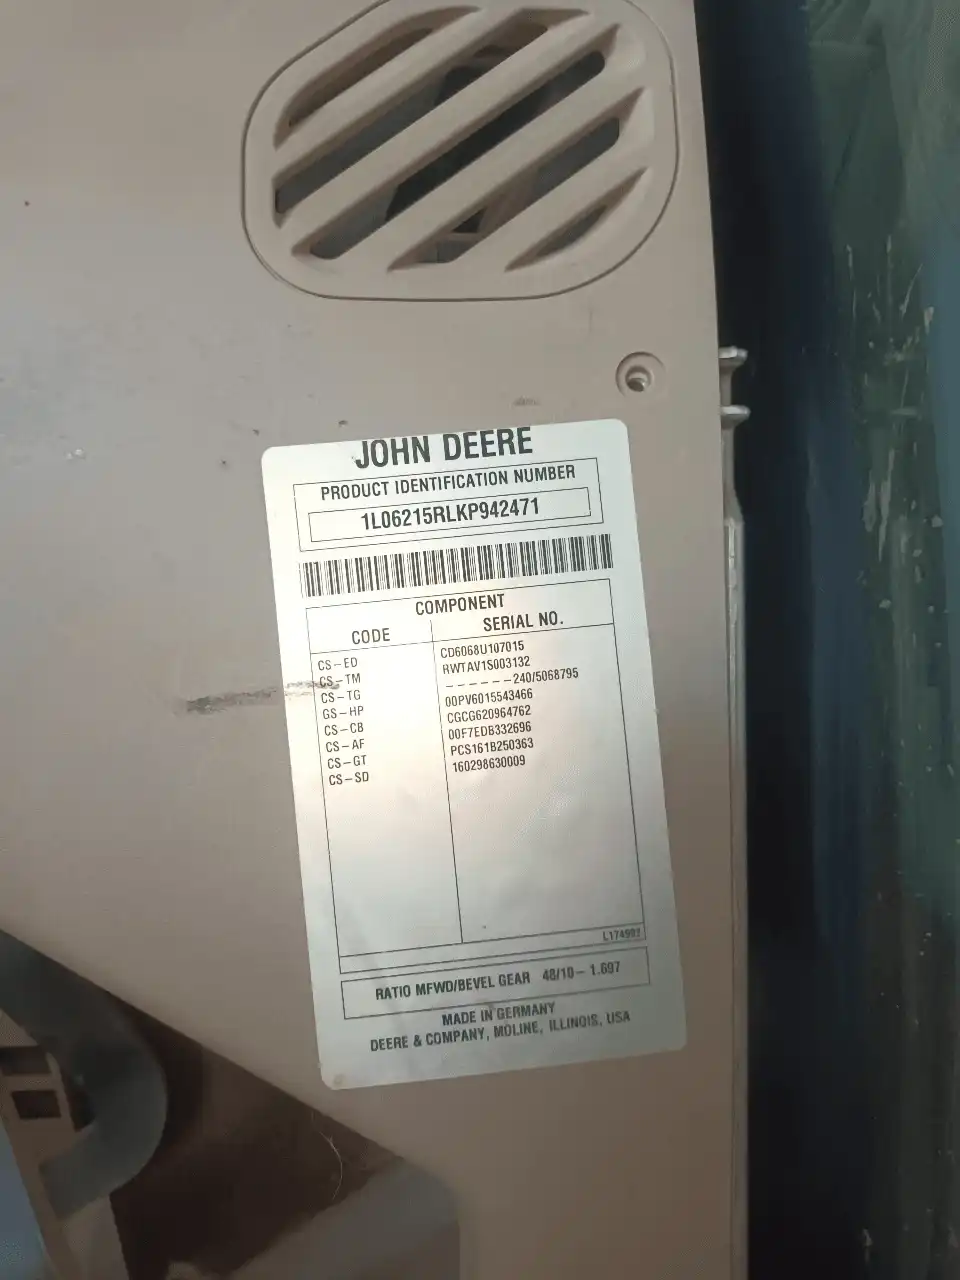 JOHN DEERE
PRODUCT IDENTIFICATION NUMBER
1L06215RLKP942471
COMPONENT
CODE SERIAL NO.
CS-ED CD6068U107015
CS-TM RWTAV1S003132
CS-TG ------240/5068795
GS-HP 00PV6015543466
CS-CB CGCG620964762
CS-AF 00F7EDB332696
CS-GT PCS161B250363
CS-SD 160298630009
RATIO MFWD/BEVEL GEAR 48/10-1.697
MADE IN GERMANY
DEERE & COMPANY, MOLINE, ILLINOIS, USA